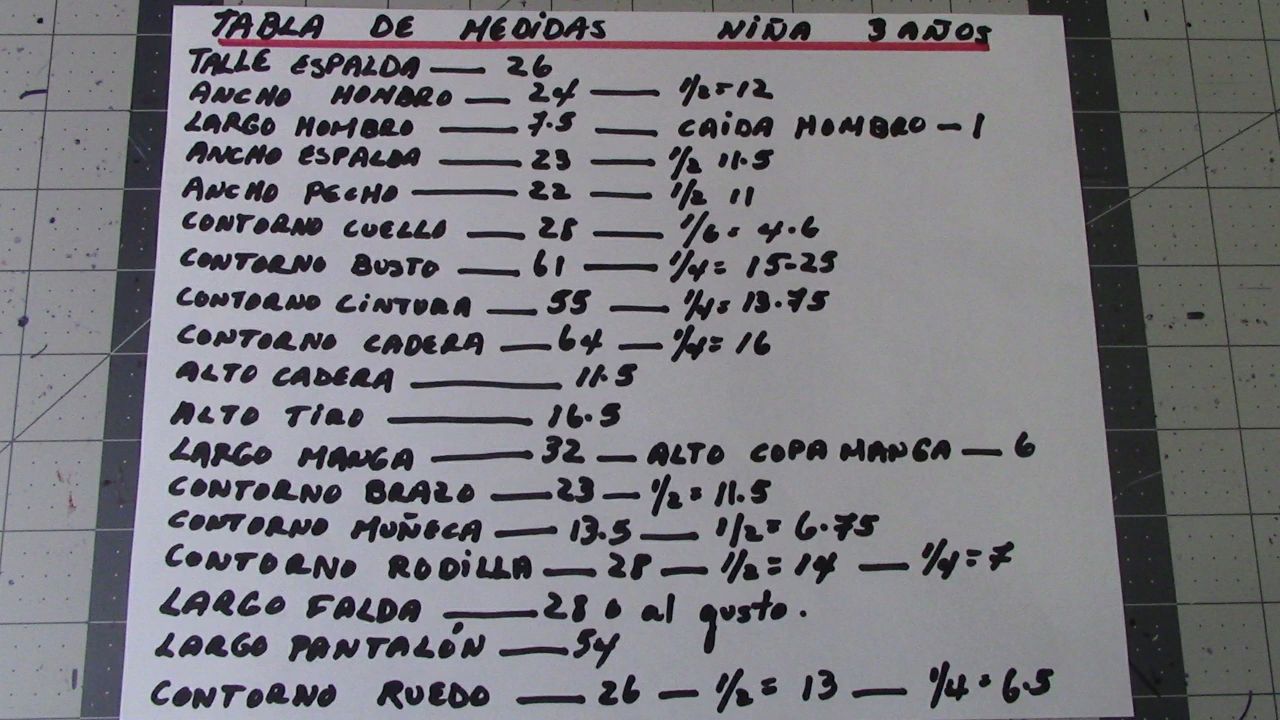 TABLA DE MEDIDAS NIÑA 3 AÑOS
TALLE ESPALDA — 26
ANCHO HOMBRO — 24 — 1/2=12
LARGO HOMBRO — 7.5 — CAIDA HOMBRO — 1
ANCHO ESPALDA — 23 — 1/2 11.5
ANCHO PECHO — 22 — 1/2 11
CONTORNO CUELLO — 28 — 1/6= 4.6
CONTORNO BUSTO — 61 — 1/4= 15.25
CONTORNO CINTURA — 55 — 1/4= 13.75
CONTORNO CADERA — 64 — 1/4= 16
ALTO CADERA — 11.5
ALTO TIRO — 16.5
LARGO MANGA — 32 — ALTO COPA MANGA — 6
CONTORNO BRAZO — 23 — 1/2= 11.5
CONTORNO MUÑECA — 13.5 — 1/2= 6.75
CONTORNO RODILLA — 28 — 1/2= 14 — 1/4= 7
LARGO FALDA — 28 o al gusto.
LARGO PANTALÓN — 54
CONTORNO RUEDO — 26 — 1/2= 13 — 1/4= 6.5